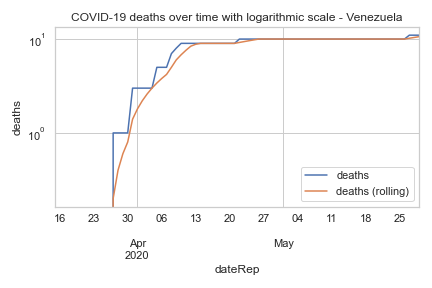 COVID-19 deaths over time with logarithmic scale - Venezuela
10¹
10⁰
deaths
deaths
deaths (rolling)
16 23 30 06 13 20 27 04 11 18 25
Apr May
2020
dateRep